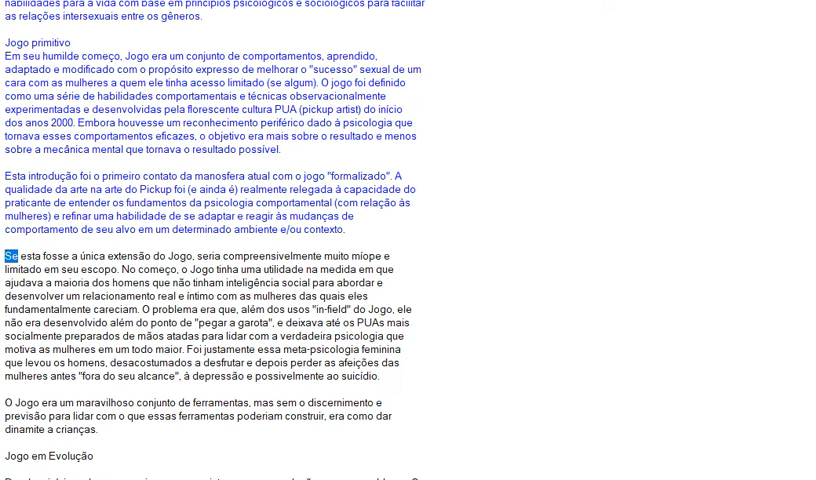 habilidades para a vida com base em princípios psicológicos e sociológicos para facilitar
as relações intersexuais entre os gêneros.
Jogo primitivo
Em seu humilde começo, Jogo era um conjunto de comportamentos, aprendido,
adaptado e modificado com o propósito expresso de melhorar o "sucesso" sexual de um
cara com as mulheres a quem ele tinha acesso limitado (se algum). O jogo foi definido
como uma série de habilidades comportamentais e técnicas observacionalmente
experimentadas e desenvolvidas pela florescente cultura PUA (pickup artist) do início
dos anos 2000. Embora houvesse um reconhecimento periférico dado à psicologia que
tornava esses comportamentos eficazes, o objetivo era mais sobre o resultado e menos
sobre a mecânica mental que tornava o resultado possível.
Esta introdução foi o primeiro contato da manosfera atual com o jogo "formalizado". A
qualidade da arte na arte do Pickup foi (e ainda é) realmente relegada à capacidade do
praticante de entender os fundamentos da psicologia comportamental (com relação às
mulheres) e refinar uma habilidade de se adaptar e reagir às mudanças de
comportamento de seu alvo em um determinado ambiente e/ou contexto.
Se esta fosse a única extensão do Jogo, seria compreensivelmente muito míope e
limitado em seu escopo. No começo, o Jogo tinha uma utilidade na medida em que
ajudava a maioria dos homens que não tinham inteligência social para abordar e
desenvolver um relacionamento real e íntimo com as mulheres das quais eles
fundamentalmente careciam. O problema era que, além dos usos "in-field" do Jogo, ele
não era desenvolvido além do ponto de "pegar a garota", e deixava até os PUAs mais
socialmente preparados de mãos atadas para lidar com a verdadeira psicologia que
motiva as mulheres em um todo maior. Foi justamente essa meta-psicologia feminina
que levou os homens, desacostumados a desfrutar e depois perder as afeições das
mulheres antes "fora do seu alcance", à depressão e possivelmente ao suicídio.
O Jogo era um maravilhoso conjunto de ferramentas, mas sem o discernimento e
previsão para lidar com o que essas ferramentas poderiam construir, era como dar
dinamite a crianças.
Jogo em Evolução